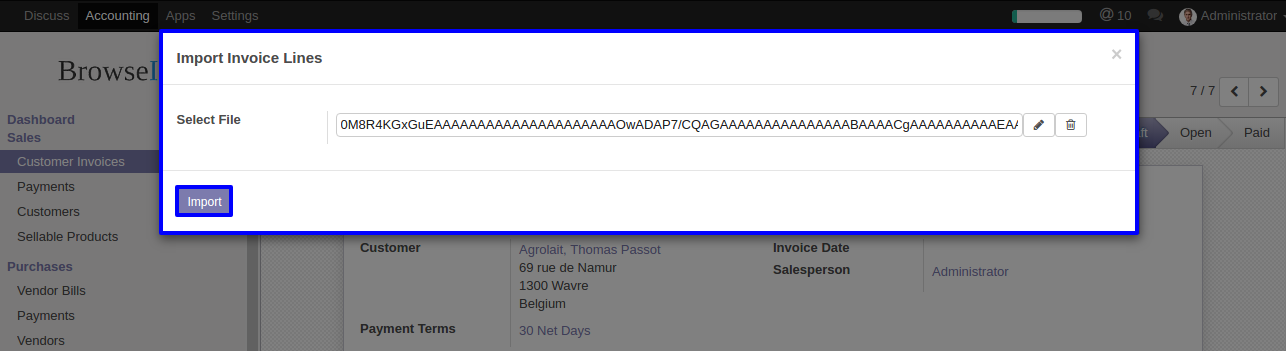 Discuss Accounting Apps Settings @ 10 Administrator
Import Invoice Lines ×
BrowseI
7 / 7
Dashboard
Sales
Select File 0M8R4KGxGuEAAAAAAAAAAAAAAAAAAAAAOwADAP7/CQAGAAAAAAAAAAAAAAABAAAACgAAAAAAAAAAEAA
ft Open Paid
Customer Invoices
Payments
Import
Customers
Sellable Products
Customer Agrolait, Thomas Passot Invoice Date
69 rue de Namur Salesperson Administrator
1300 Wavre
Belgium
Purchases
Vendor Bills
Payments
Payment Terms 30 Net Days
Vendors